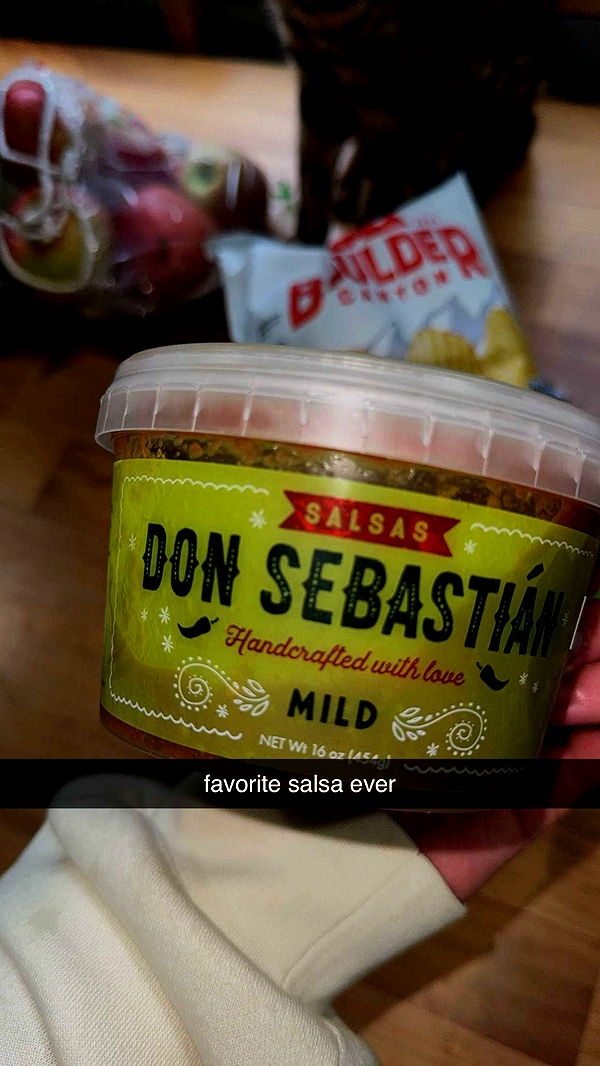 BOULDER
CANYON
SALSAS
DON SEBASTIÁN
Handcrafted with love
MILD
NET Wt 16 oz (454g)
favorite salsa ever